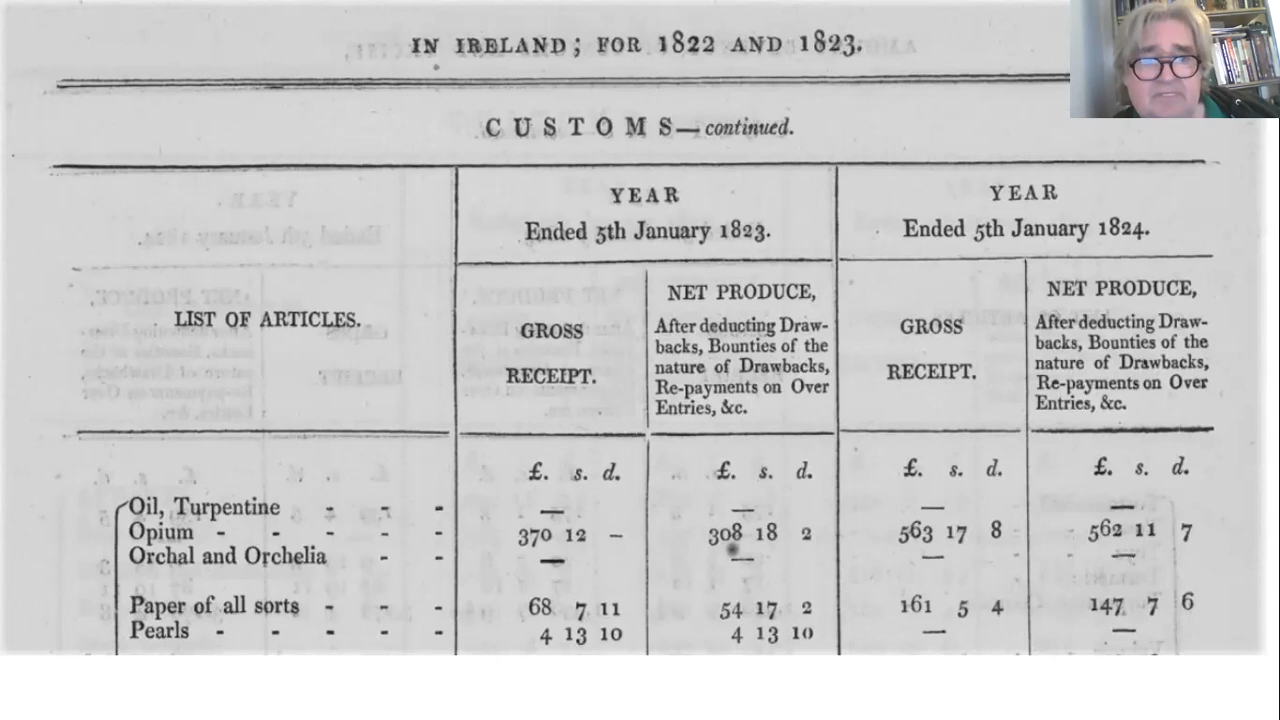 IN IRELAND; FOR 1822 AND 1823.
CUSTOMS—continued.
LIST OF ARTICLES.
YEAR
Ended 5th January 1823.
GROSS
RECEIPT.
NET PRODUCE,
After deducting Draw-
backs, Bounties of the
nature of Drawbacks,
Re-payments on Over
Entries, &c.
YEAR
Ended 5th January 1824.
GROSS
RECEIPT.
NET PRODUCE,
After deducting Draw-
backs, Bounties of the
nature of Drawbacks,
Re-payments on Over
Entries, &c.
£. s. d. £. s. d. £. s. d. £. s. d.
Oil, Turpentine - - - — — — —
Opium - - - - - 370 12 - 308 18 2 563 17 8 562 11 7
Orchal and Orchelia - - — — — —
Paper of all sorts - - - 68 7 11 54 17 2 161 5 4 147 7 6
Pearls - - - - - 4 13 10 4 13 10 — —